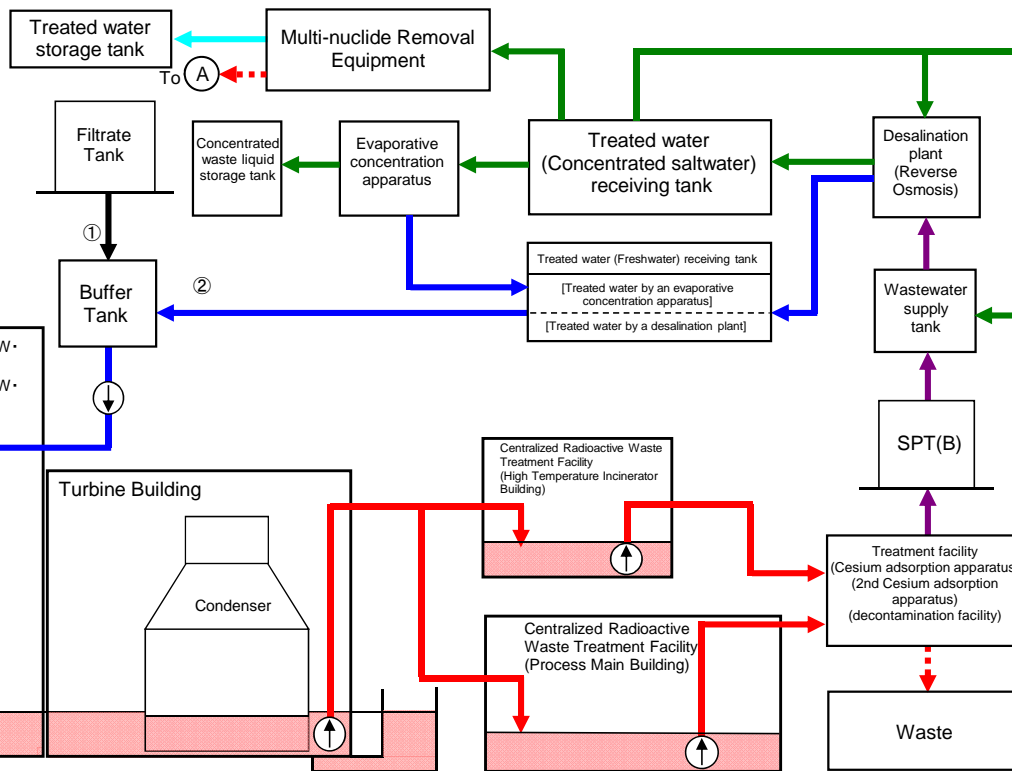 Treated water
storage tank
Multi-nuclide Removal
Equipment
To
A
Filtrate
Tank
Concentrated
waste liquid
storage tank
Evaporative
concentration
apparatus
Treated water
(Concentrated saltwater)
receiving tank
Desalination
plant
(Reverse
Osmosis)
①
②
Buffer
Tank
Treated water (Freshwater) receiving tank
[Treated water by an evaporative
concentration apparatus]
[Treated water by a desalination plant]
Wastewater
supply
tank
W・
W・
SPT(B)
Turbine Building
Condenser
Centralized Radioactive Waste
Treatment Facility
(High Temperature Incinerator
Building)
Centralized Radioactive
Waste Treatment Facility
(Process Main Building)
Treatment facility
(Cesium adsorption apparatus
(2nd Cesium adsorption
apparatus)
(decontamination facility)
Waste